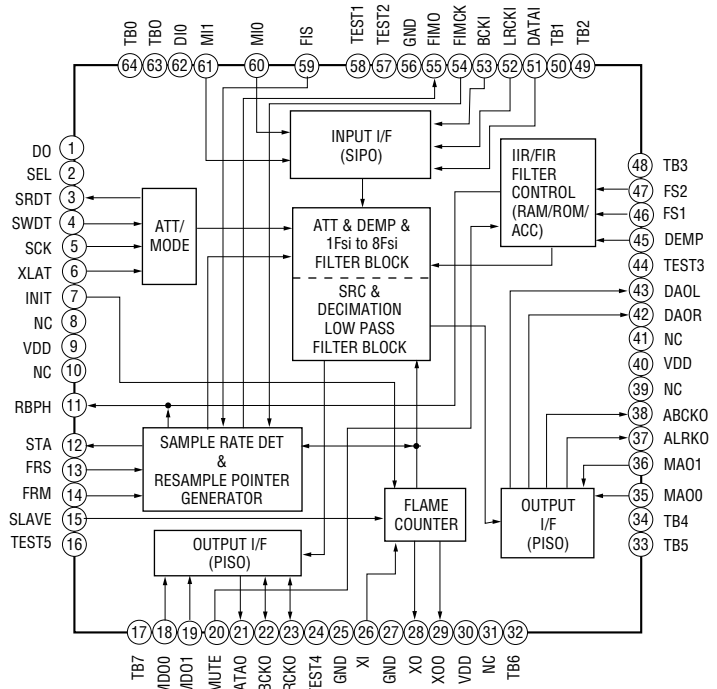 TB0
TBO
DI0
MI1
MI0
FIS
TEST1
TEST2
GND
FIMO
FIMCK
BCKI
LRCKI
DATAI
TB1
TB2
64 63 62 61 60 59 58 57 56 55 54 53 52 51 50 49
DO 1
SEL 2
SRDT 3
SWDT 4
SCK 5
XLAT 6
INIT 7
NC 8
VDD 9
NC 10
RBPH 11
STA 12
FRS 13
FRM 14
SLAVE 15
TEST5 16
ATT/
MODE
INPUT I/F
(SIPO)
ATT & DEMP &
1Fsi to 8Fsi
FILTER BLOCK
SRC &
DECIMATION
LOW PASS
FILTER BLOCK
IIR/FIR
FILTER
CONTROL
(RAM/ROM/
ACC)
SAMPLE RATE DET
&
RESAMPLE POINTER
GENERATOR
FLAME
COUNTER
OUTPUT I/F
(PISO)
OUTPUT
I/F
(PISO)
48 TB3
47 FS2
46 FS1
45 DEMP
44 TEST3
43 DAOL
42 DAOR
41 NC
40 VDD
39 NC
38 ABCKO
37 ALRKO
36 MAO1
35 MAO0
34 TB4
33 TB5
17 18 19 20 21 22 23 24 25 26 27 28 29 30 31 32
TB7
MDO0
MDO1
MUTE
ATAO
BCKO
RCKO
TEST4
GND
XI
GND
XO
XOO
VDD
NC
TB6